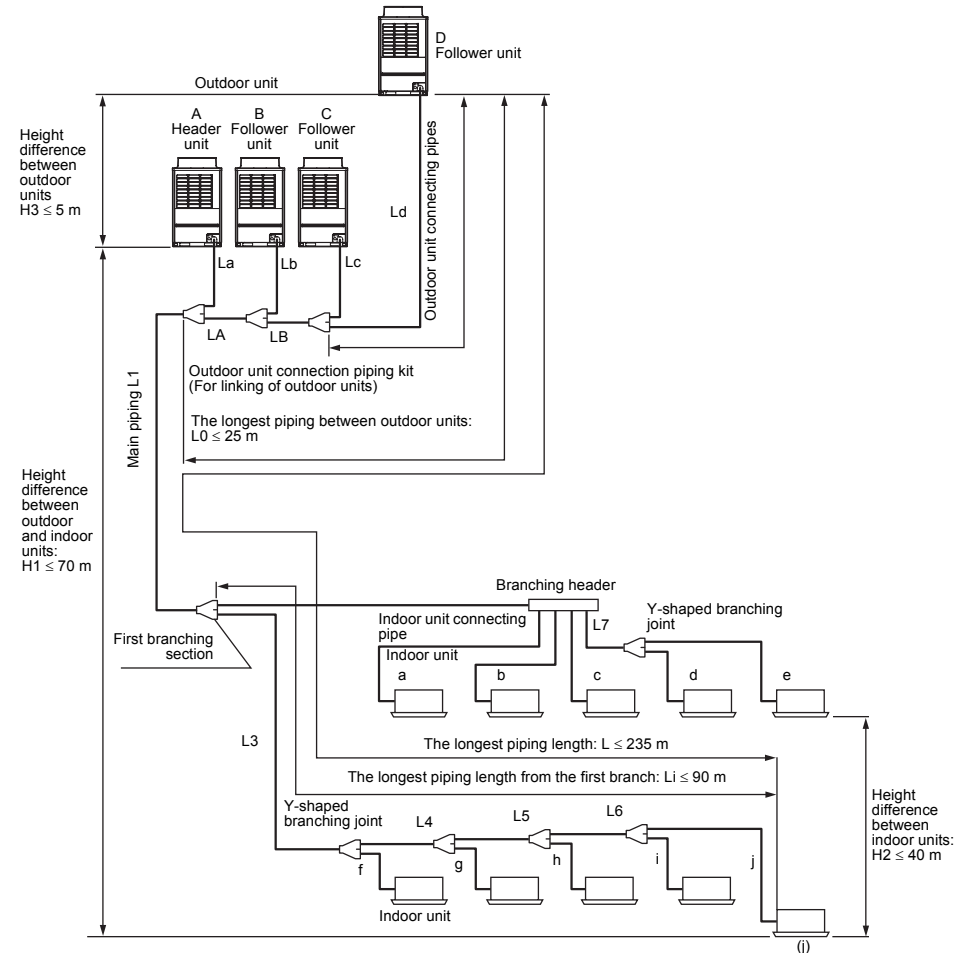 D
Follower unit
Outdoor unit
A
Header
unit
B
Follower
unit
C
Follower
unit
Height
difference
between
outdoor
units
H3 ≤ 5 m
Outdoor unit connecting pipes
Ld
La
Lb
Lc
LA
LB
Outdoor unit connection piping kit
(For linking of outdoor units)
Main piping L1
The longest piping between outdoor units:
L0 ≤ 25 m
Height
difference
between
outdoor
and indoor
units:
H1 ≤ 70 m
Branching header
Y-shaped branching
joint
Indoor unit connecting
pipe
L7
First branching
section
Indoor unit
a
b
c
d
e
L3
The longest piping length: L ≤ 235 m
The longest piping length from the first branch: Li ≤ 90 m
Height
difference
between
indoor units:
H2 ≤ 40 m
Y-shaped
branching joint
L4
L5
L6
f
g
h
i
j
Indoor unit
(j)